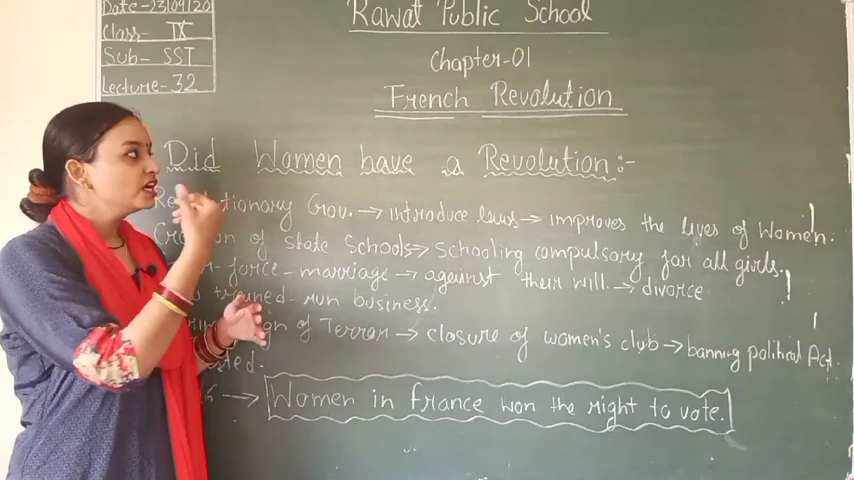 Date-23/09/20
Class- IX
Sub- SST
Lecture-32
Rawat Public School
Chapter-01
French Revolution
Did Women have a Revolution:-
Gov. → introduce laws → improves the lives of Women.
of State Schools → schooling compulsory for all girls.
force-marriage → against their will. → divorce
trained-run business.
of Terror → closure of women's club → banning political Act.
→ Women in france won the right to vote.